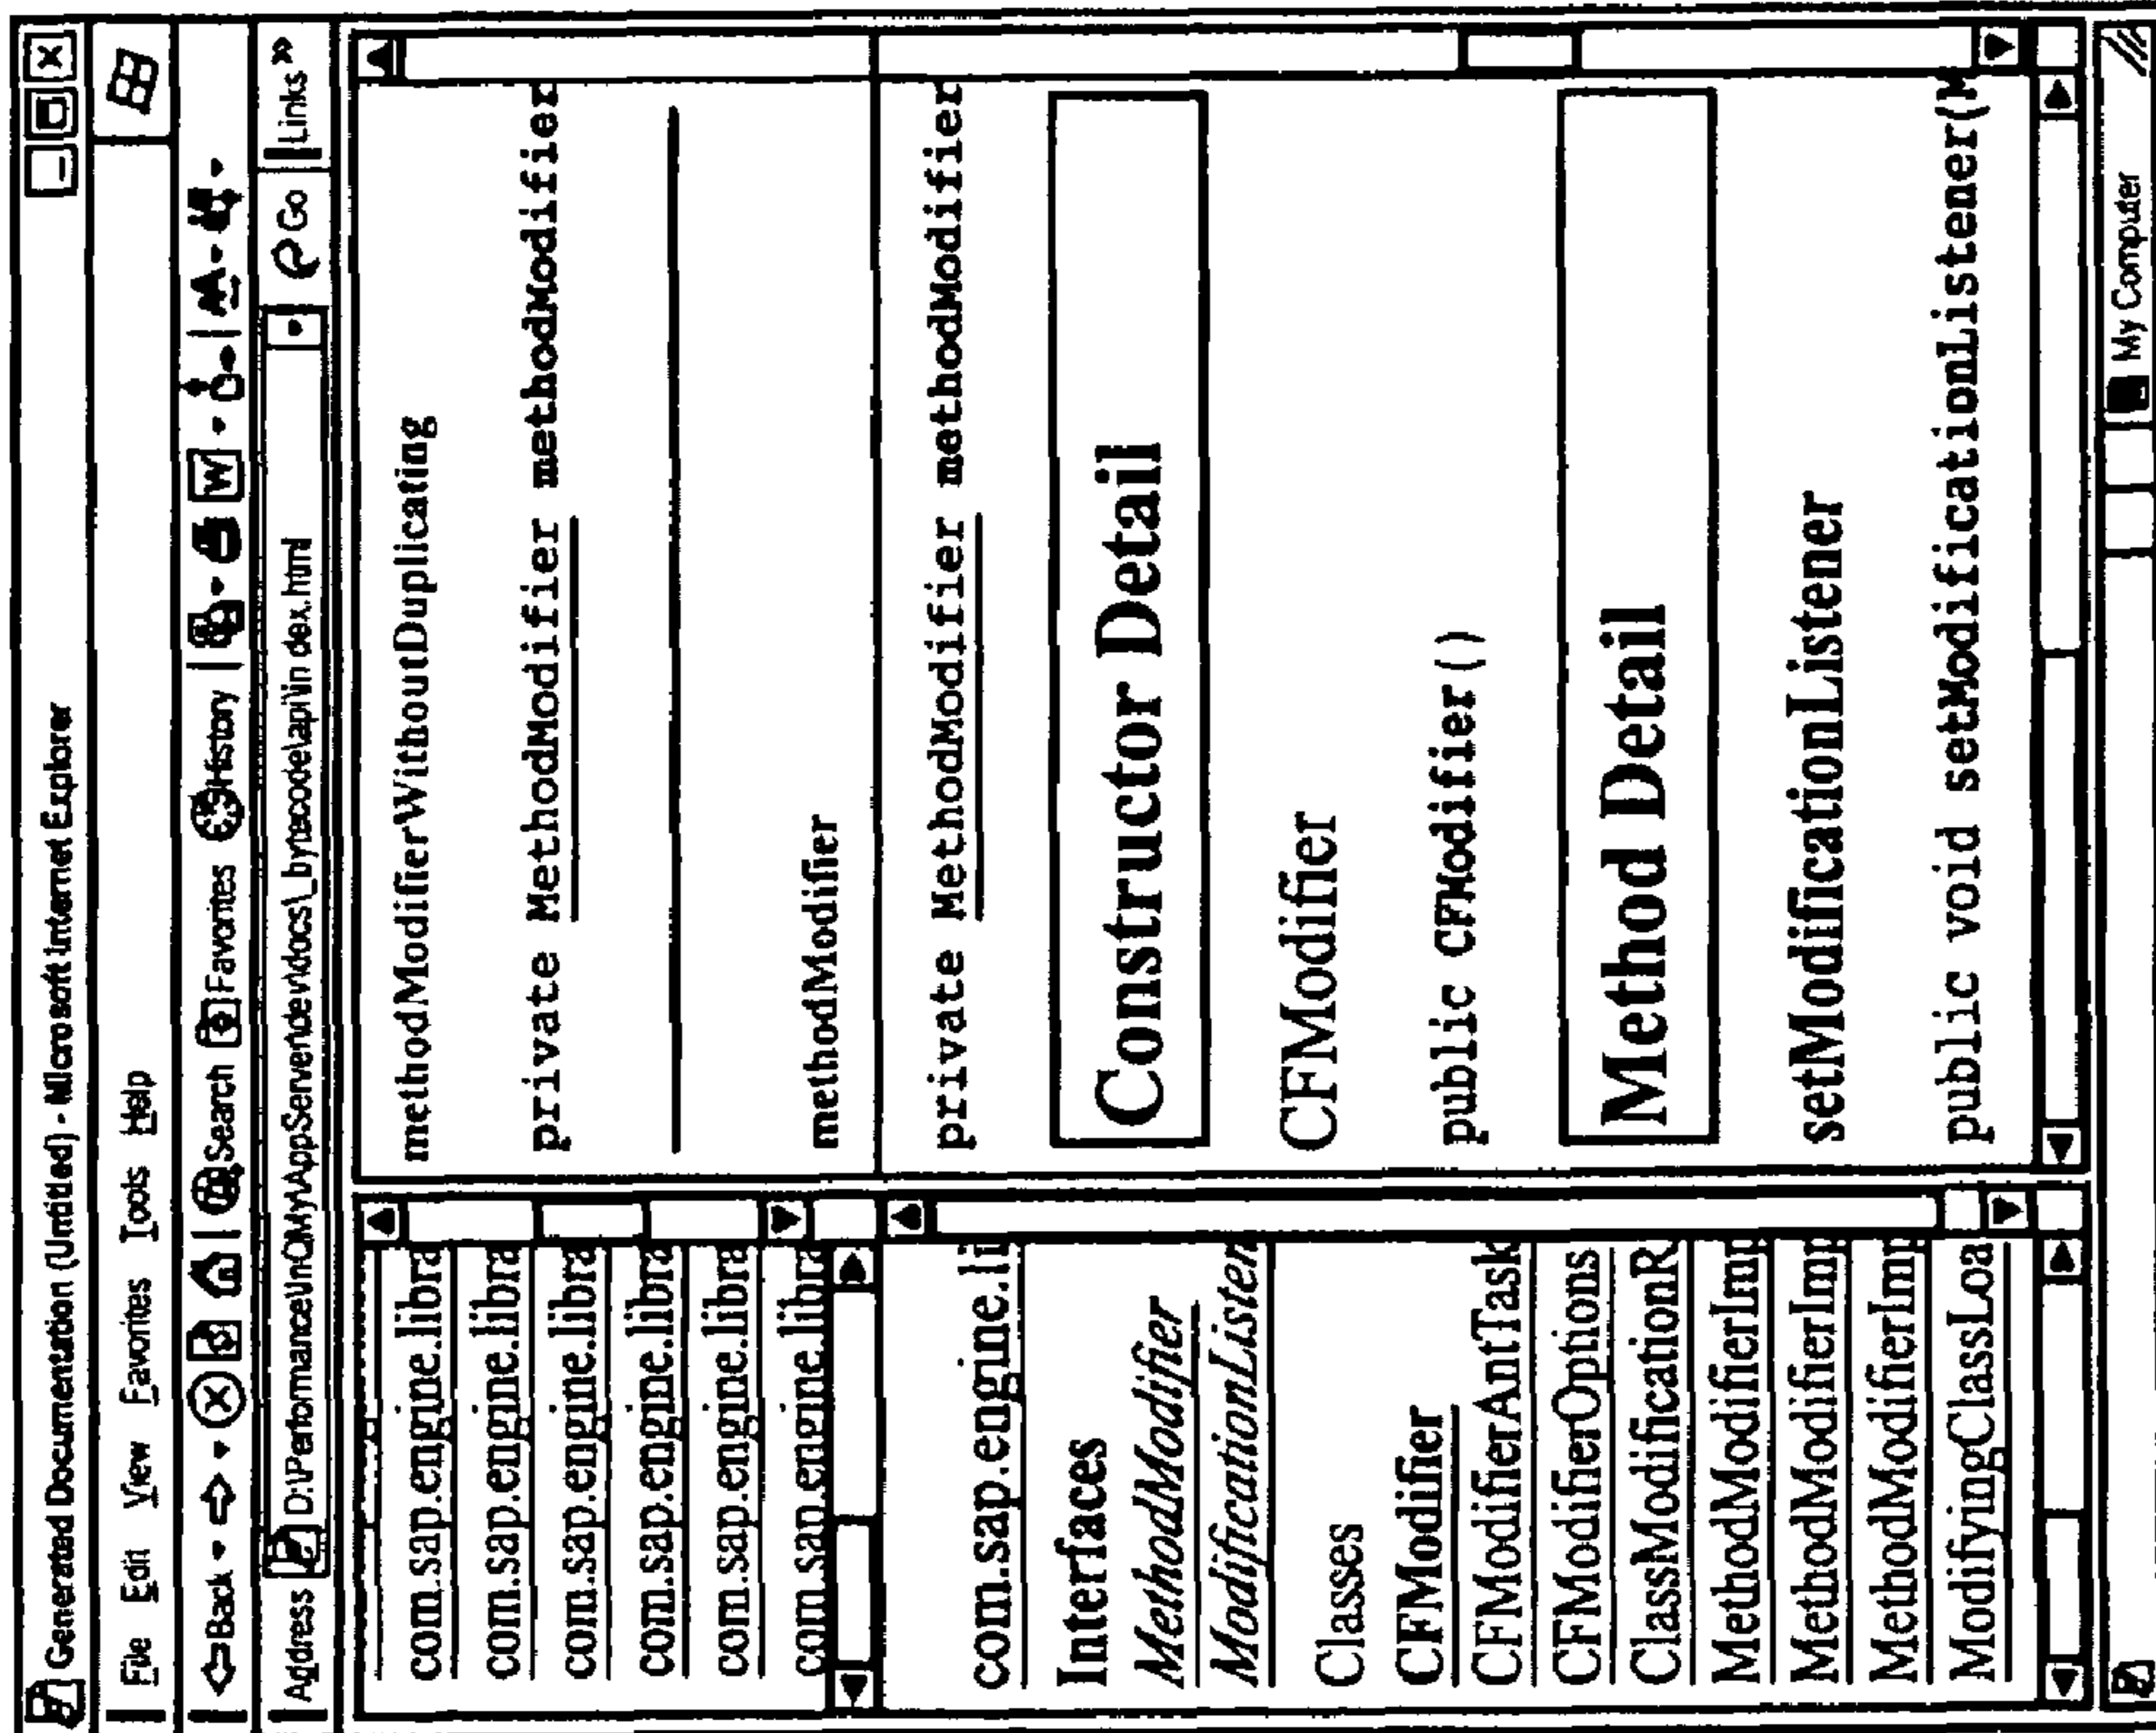 Generated Documentation (Untitled) - Microsoft Internet Explorer
File Edit View Favorites Tools Help
Back Search Favorites History
Address D:\Performance\InQMy\AppServer\dev\docs\_bytecode\api\in dex.html Go Links »
com.sap.engine.libra
com.sap.engine.libra
com.sap.engine.libra
com.sap.engine.libra
com.sap.engine.libra
com.sap.engine.libra
com.sap.engine.li
Interfaces
MethodModifier
ModificationListen
Classes
CFModifier
CFModifierAntTask
CFModifierOptions
ClassModificationR
MethodModifierImp
MethodModifierImp
MethodModifierImp
ModifyingClassLoa
methodModifierWithoutDuplicating
private MethodModifier methodModifier
methodModifier
private MethodModifier methodModifier
Constructor Detail
CFModifier
public CFModifier()
Method Detail
setModificationListener
public void setModificationListener(M
My Computer